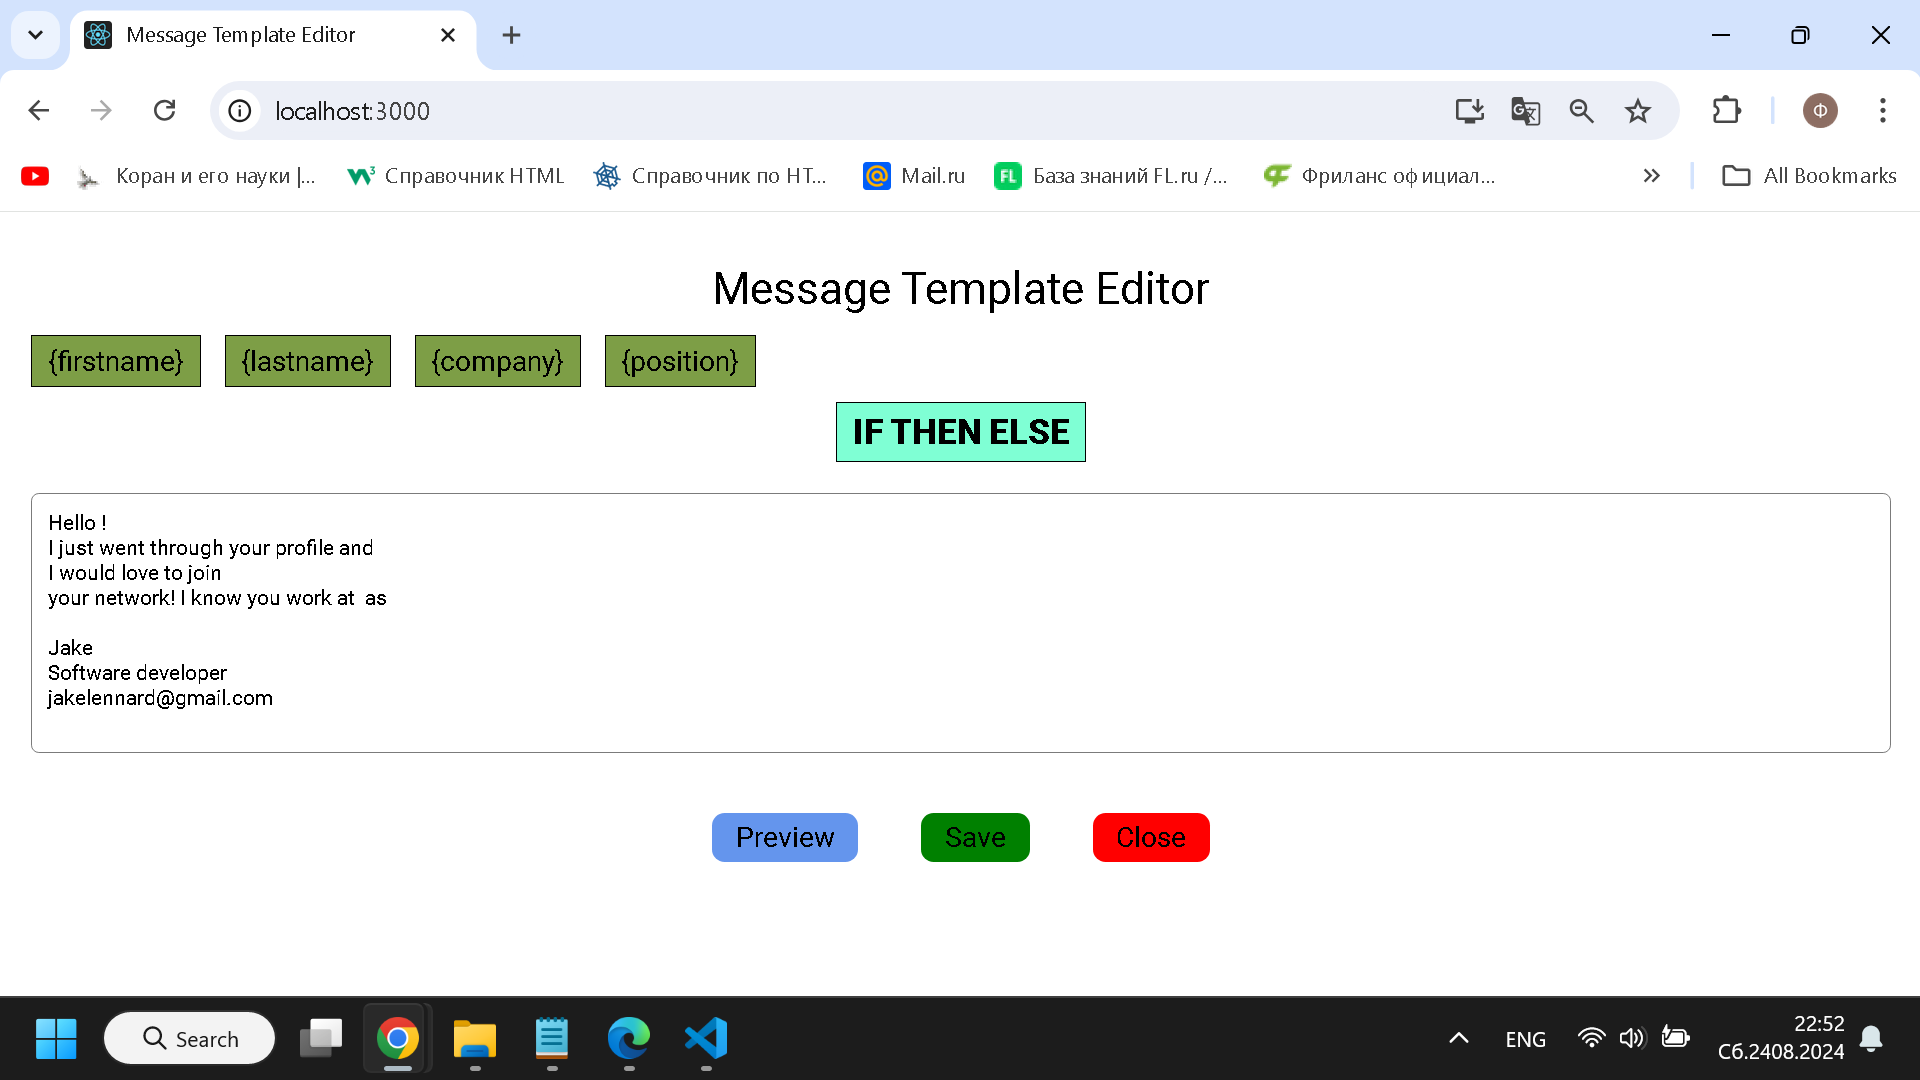 Message Template Editor
localhost:3000
Коран и его науки |...
Справочник HTML
Справочник по HT...
Mail.ru
FL База знаний FL.ru /...
Фриланс официал...
All Bookmarks
Message Template Editor
{firstname} {lastname} {company} {position}
IF THEN ELSE
Hello !
I just went through your profile and
I would love to join
your network! I know you work at  as
Jake
Software developer
jakelennard@gmail.com
Preview Save Close
Search
ENG
22:52
Сб.2408.2024